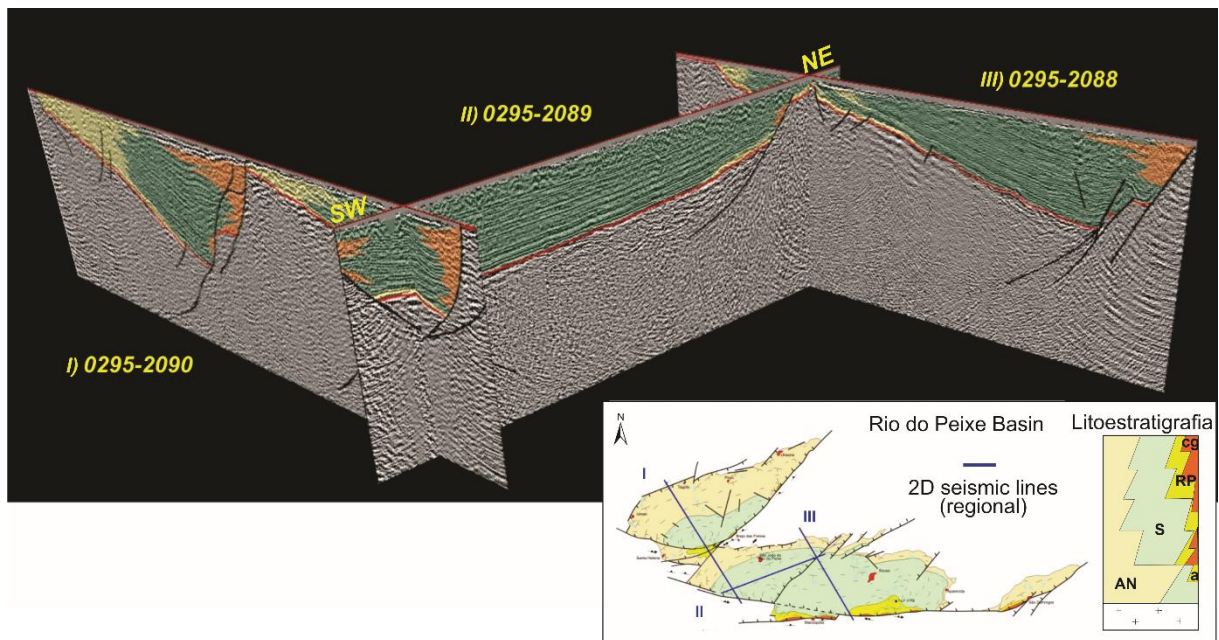 NE
III) 0295-2088
II) 0295-2089
SW
I) 0295-2090
N
Rio do Peixe Basin
2D seismic lines
(regional)
I
III
II
Litoestratigrafia
cg
RP
S
a
AN